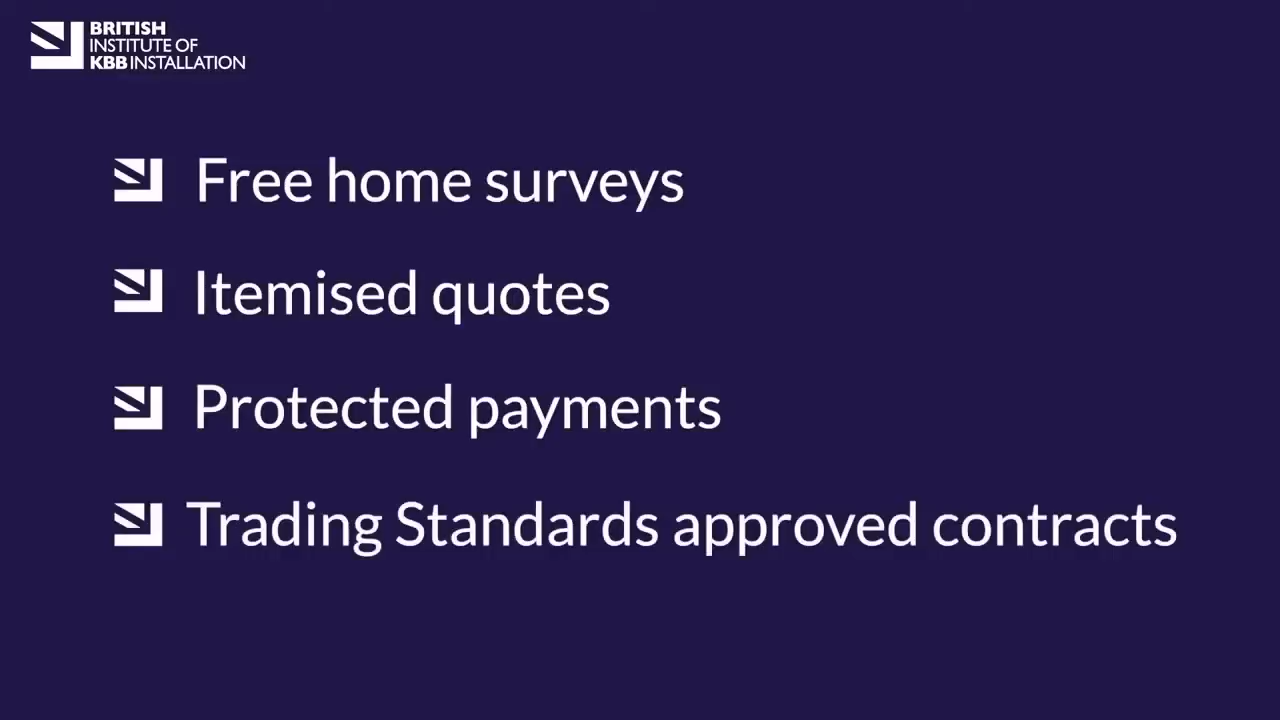 BRITISH
INSTITUTE OF
KBB INSTALLATION
Free home surveys
Itemised quotes
Protected payments
Trading Standards approved contracts